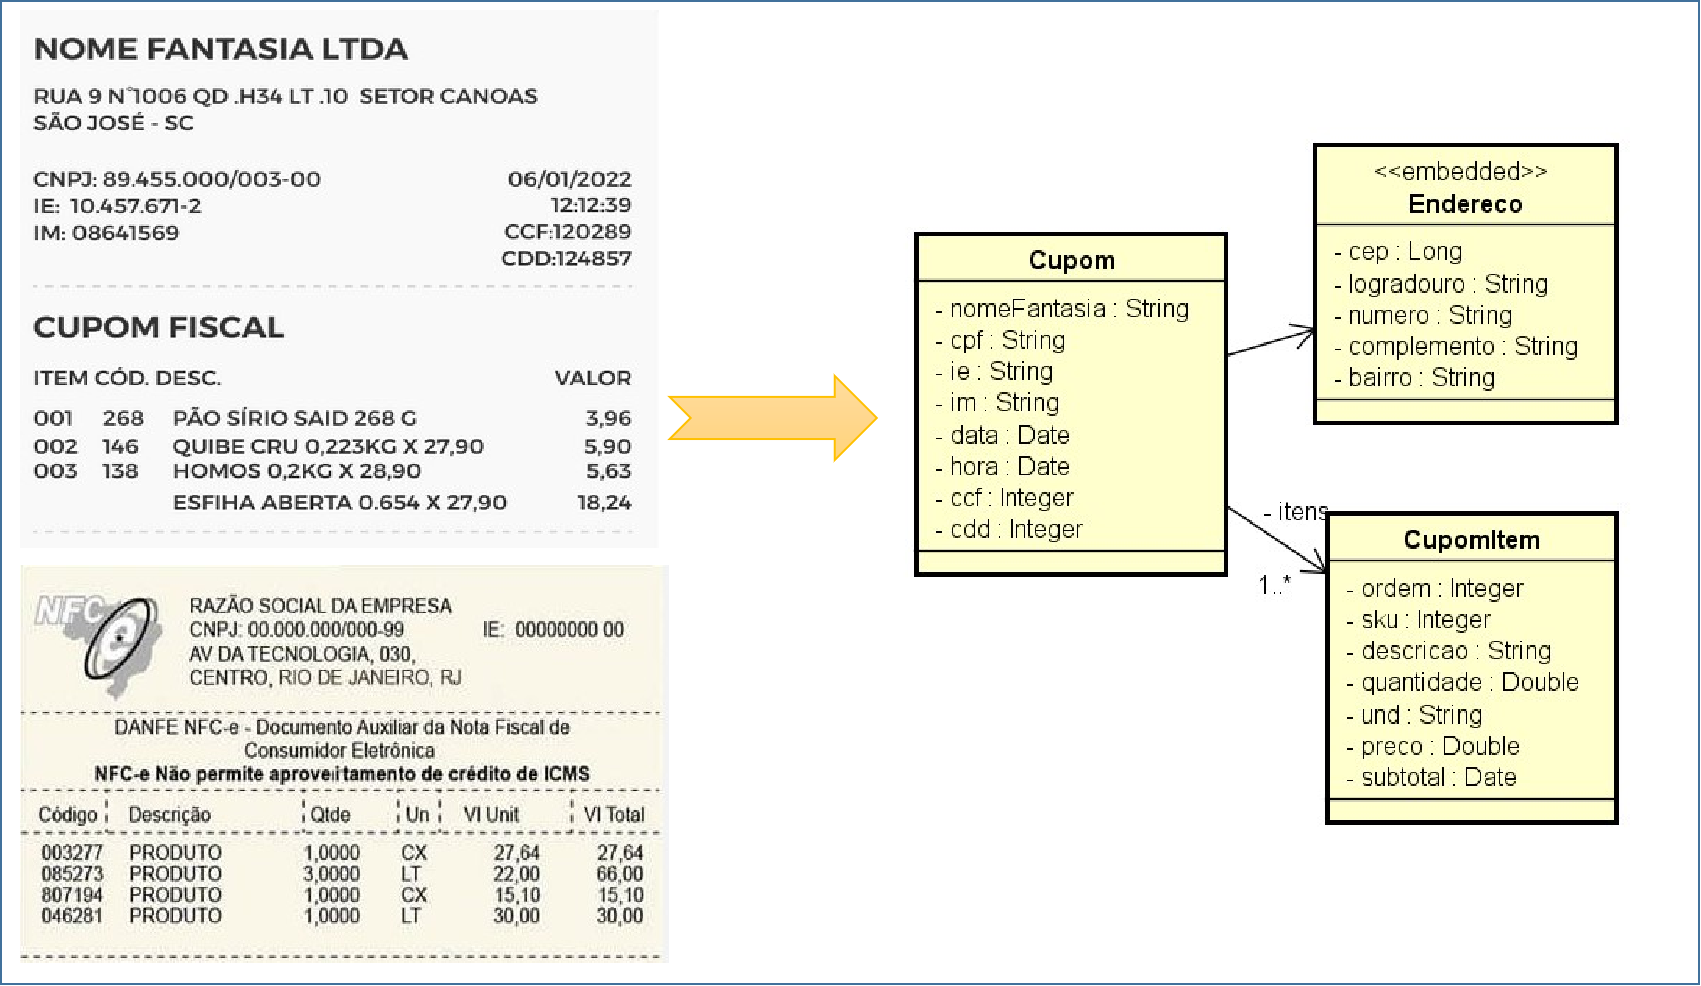 NOME FANTASIA LTDA
RUA 9 N°1006 QD .H34 LT .10 SETOR CANOAS
SÃO JOSÉ - SC
CNPJ: 89.455.000/003-00 06/01/2022
IE: 10.457.671-2 12:12:39
IM: 08641569 CCF:120289
CDD:124857
CUPOM FISCAL
ITEM CÓD. DESC. VALOR
001 268 PÃO SÍRIO SAID 268 G 3,96
002 146 QUIBE CRU 0,223KG X 27,90 5,90
003 138 HOMOS 0,2KG X 28,90 5,63
ESFIHA ABERTA 0.654 X 27,90 18,24
NFC-e
RAZÃO SOCIAL DA EMPRESA
CNPJ: 00.000.000/000-99 IE: 00000000 00
AV DA TECNOLOGIA, 030,
CENTRO, RIO DE JANEIRO, RJ
DANFE NFC-e - Documento Auxiliar da Nota Fiscal de
Consumidor Eletrônica
NFC-e Não permite aproveitamento de crédito de ICMS
Código Descrição Qtde Un Vl Unit Vl Total
003277 PRODUTO 1,0000 CX 27,64 27,64
085273 PRODUTO 3,0000 LT 22,00 66,00
807194 PRODUTO 1,0000 CX 15,10 15,10
046281 PRODUTO 1,0000 LT 30,00 30,00
Cupom
- nomeFantasia : String
- cpf : String
- ie : String
- im : String
- data : Date
- hora : Date
- ccf : Integer
- cdd : Integer
<<embedded>>
Endereco
- cep : Long
- logradouro : String
- numero : String
- complemento : String
- bairro : String
- itens
1..*
CupomItem
- ordem : Integer
- sku : Integer
- descricao : String
- quantidade : Double
- und : String
- preco : Double
- subtotal : Date